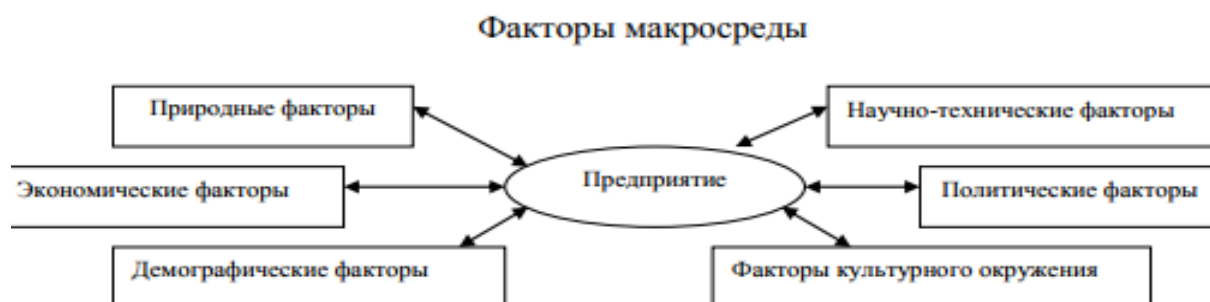 Факторы макросреды
Природные факторы
Научно-технические факторы
Экономические факторы
Предприятие
Политические факторы
Демографические факторы
Факторы культурного окружения